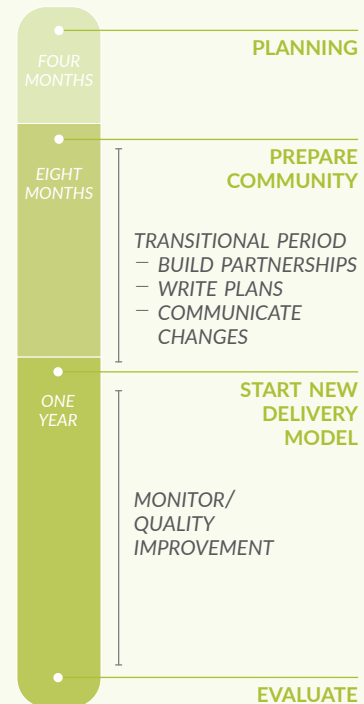 FOUR
MONTHS
PLANNING
EIGHT
MONTHS
PREPARE
COMMUNITY
TRANSITIONAL PERIOD
– BUILD PARTNERSHIPS
– WRITE PLANS
– COMMUNICATE
CHANGES
ONE
YEAR
START NEW
DELIVERY
MODEL
MONITOR/
QUALITY
IMPROVEMENT
EVALUATE